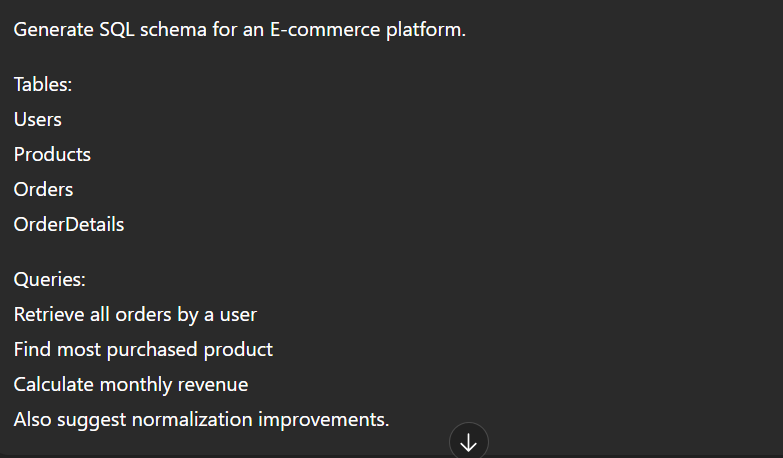 Generate SQL schema for an E-commerce platform.
Tables:
Users
Products
Orders
OrderDetails
Queries:
Retrieve all orders by a user
Find most purchased product
Calculate monthly revenue
Also suggest normalization improvements.